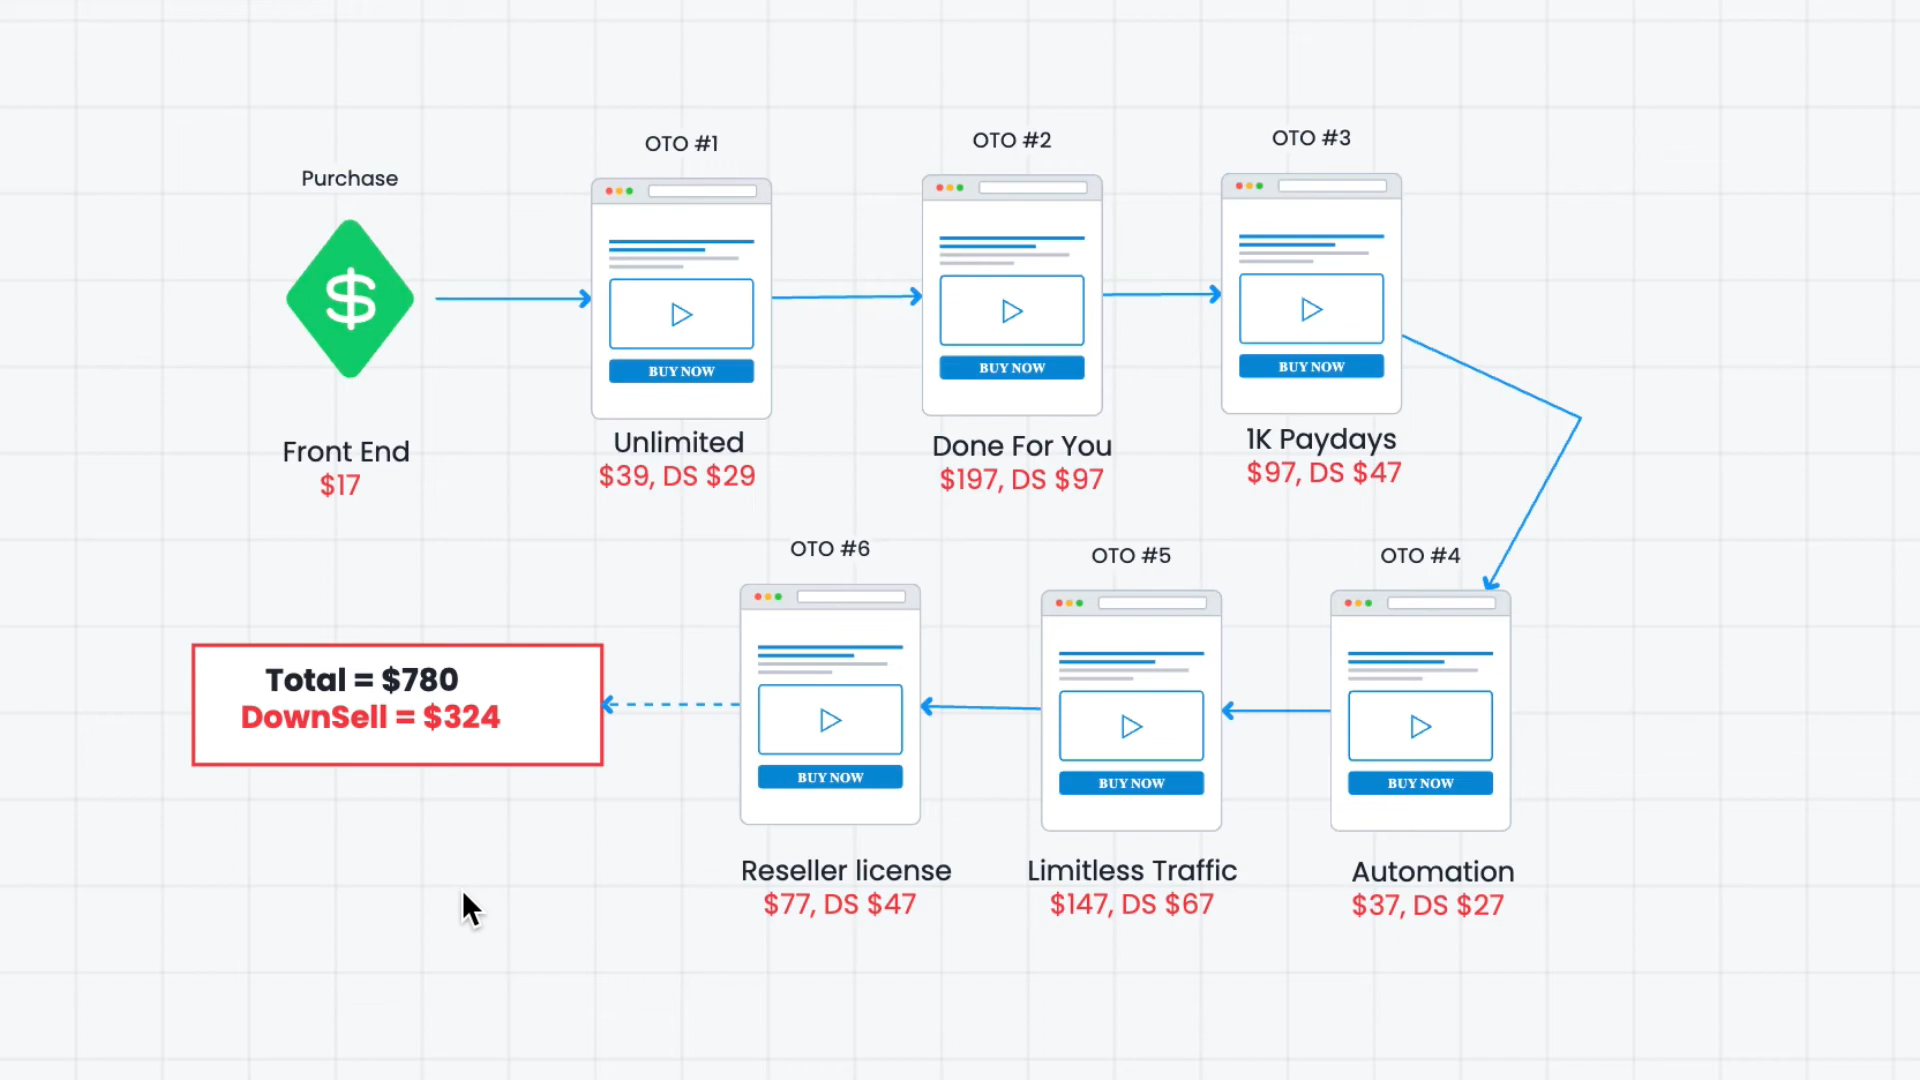 Purchase
$
Front End
$17
OTO #1
BUY NOW
Unlimited
$39, DS $29
OTO #2
BUY NOW
Done For You
$197, DS $97
OTO #3
BUY NOW
1K Paydays
$97, DS $47
OTO #4
BUY NOW
Automation
$37, DS $27
OTO #5
BUY NOW
Limitless Traffic
$147, DS $67
OTO #6
BUY NOW
Reseller license
$77, DS $47
Total = $780
DownSell = $324